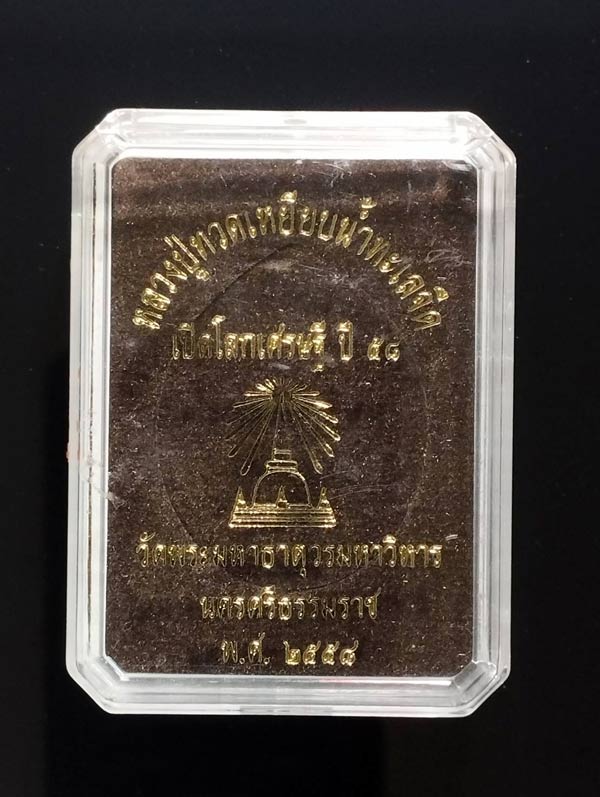 หลวงปู่ทวดเหยียบน้ำทะเลจืด
เปิดโลกเศรษฐี ปี ๕๘
วัดพระมหาธาตุวรมหาวิหาร
นครศรีธรรมราช
พ.ศ. ๒๕๕๘